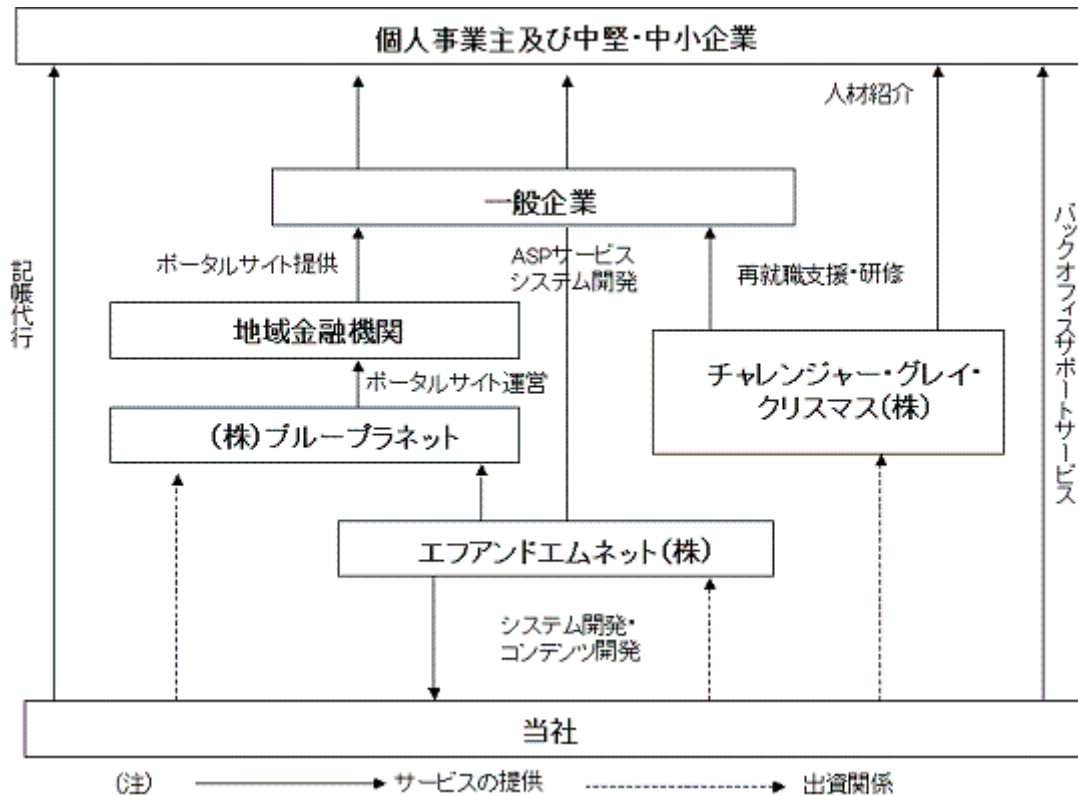 個人事業主及び中堅・中小企業
人材紹介
一般企業
ポータルサイト提供
ASPサービス
システム開発
再就職支援・研修
記帳代行
バックオフィスサポートサービス
地域金融機関
チャレンジャー・グレイ・
クリスマス(株)
ポータルサイト運営
(株)ブループラネット
エフアンドエムネット(株)
システム開発・
コンテンツ開発
当社
(注) サービスの提供 出資関係